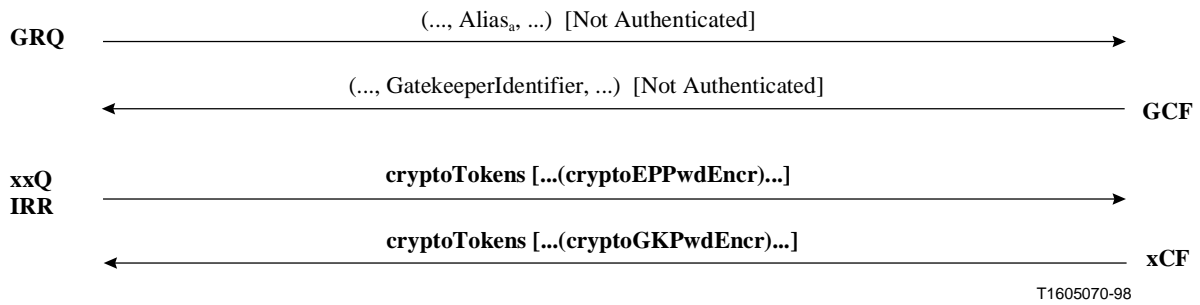 (..., Aliasₐ, ...) [Not Authenticated]
GRQ
(..., GatekeeperIdentifier, ...) [Not Authenticated]
GCF
cryptoTokens [...(cryptoEPPwdEncr)...]
xxQ
IRR
cryptoTokens [...(cryptoGKPwdEncr)...]
xCF
T1605070-98